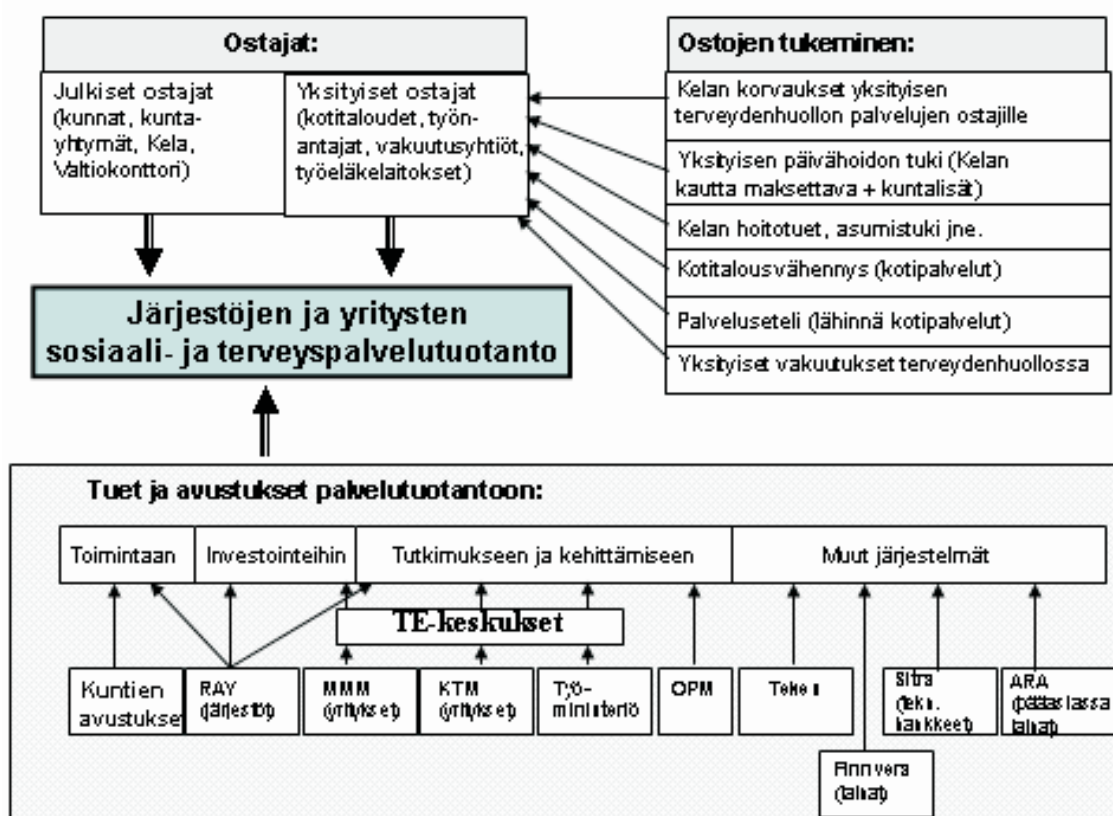 Ostajat:
Julkiset ostajat
(kunnat, kunta-
yhtymät, Kela,
Valtiokonttori)
Yksityiset ostajat
(kotitaloudet, työn-
antajat, vakuutusyhtiöt,
työeläkelaitokset)
Ostojen tukeminen:
Kelan korvaukset yksityisen
terveydenhuollon palvelujen ostajille
Yksityisen päivähoidon tuki (Kelan
kautta maksettava + kuntalisät)
Kelan hoitotuet, asumistuki jne.
Kotitalousvähennys (kotipalvelut)
Palveluseteli (lähinnä kotipalvelut)
Yksityiset vakuutukset terveydenhuollossa
Järjestöjen ja yritysten
sosiaali- ja terveyspalvelutuotanto
Tuet ja avustukset palvelutuotantoon:
Toimintaan
Investointeihin
Tutkimukseen ja kehittämiseen
Muut järjestelmät
TE-keskukset
Kuntien
avustukset
RAY
(järjestöt)
MMM
(yritykset)
KTM
(yritykset)
Työ-
ministeriö
OPM
Tekes
Sitra
(tekn.
hankkeet)
ARA
(pääasiassa
lainat)
Finnvera
(lainat)